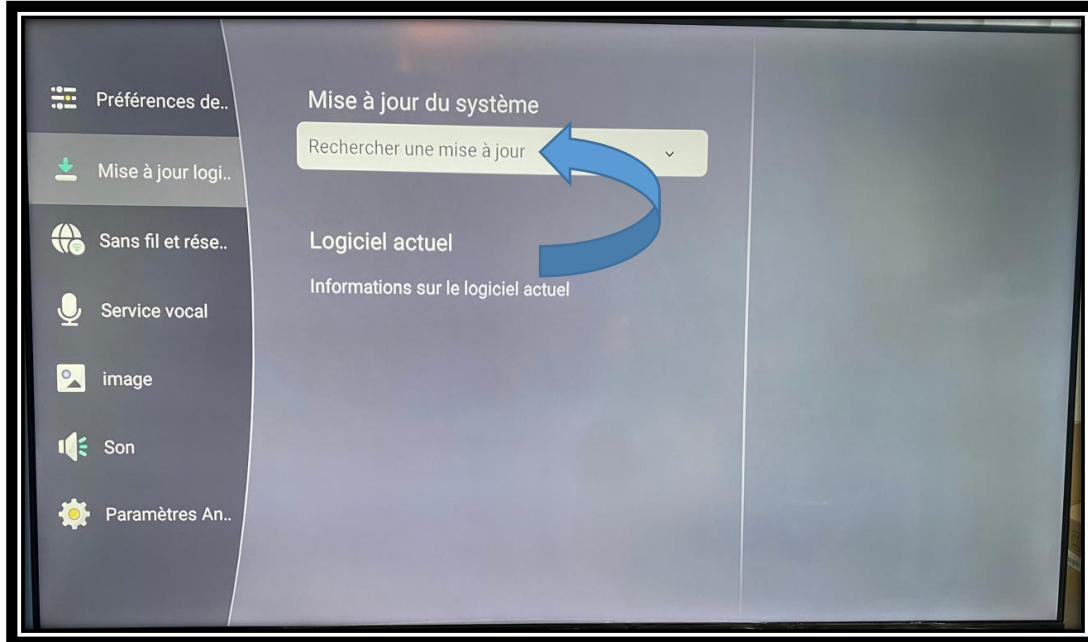 Préférences de..
Mise à jour logi..
Sans fil et rése..
Service vocal
image
Son
Paramètres An..
Mise à jour du système
Rechercher une mise à jour
Logiciel actuel
Informations sur le logiciel actuel